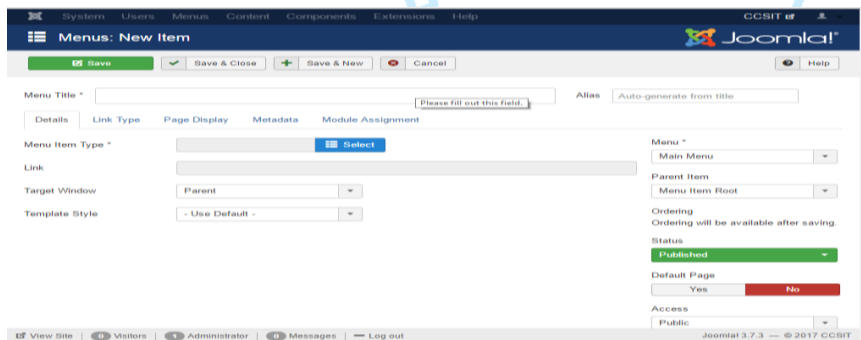 System Users Menus Content Components Extensions Help CCSIT
Menus: New Item Joomla!®
Save Save & Close Save & New Cancel Help
Menu Title * Alias Auto-generate from title
Please fill out this field.
Details Link Type Page Display Metadata Module Assignment
Menu Item Type * Select
Link
Target Window Parent
Template Style - Use Default -
Menu *
Main Menu
Parent Item
Menu Item Root
Ordering
Ordering will be available after saving.
Status
Published
Default Page
Yes No
Access
Public
View Site 0 Visitors 1 Administrator 0 Messages Log out Joomla! 3.7.3 — © 2017 CCSIT